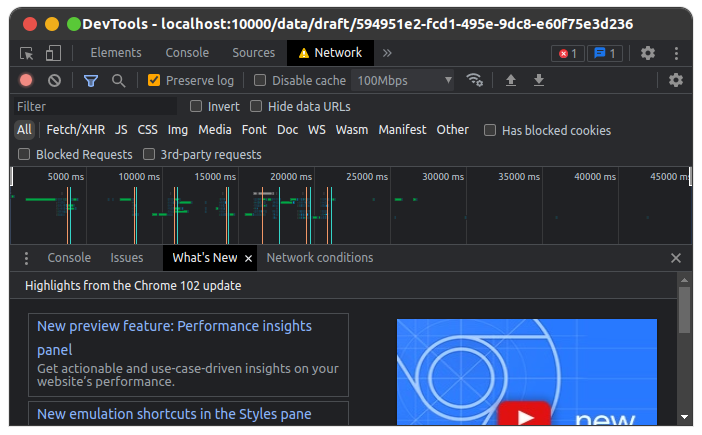 DevTools - localhost:10000/data/draft/594951e2-fcd1-495e-9dc8-e60f75e3d236
Elements Console Sources Network » 1 1
Preserve log Disable cache 100Mbps
Filter Invert Hide data URLs
All Fetch/XHR JS CSS Img Media Font Doc WS Wasm Manifest Other Has blocked cookies
Blocked Requests 3rd-party requests
5000 ms 10000 ms 15000 ms 20000 ms 25000 ms 30000 ms 35000 ms 40000 ms 45000 ms
Console Issues What's New × Network conditions ×
Highlights from the Chrome 102 update
New preview feature: Performance insights
panel
Get actionable and use-case-driven insights on your
website's performance.
New emulation shortcuts in the Styles pane
new